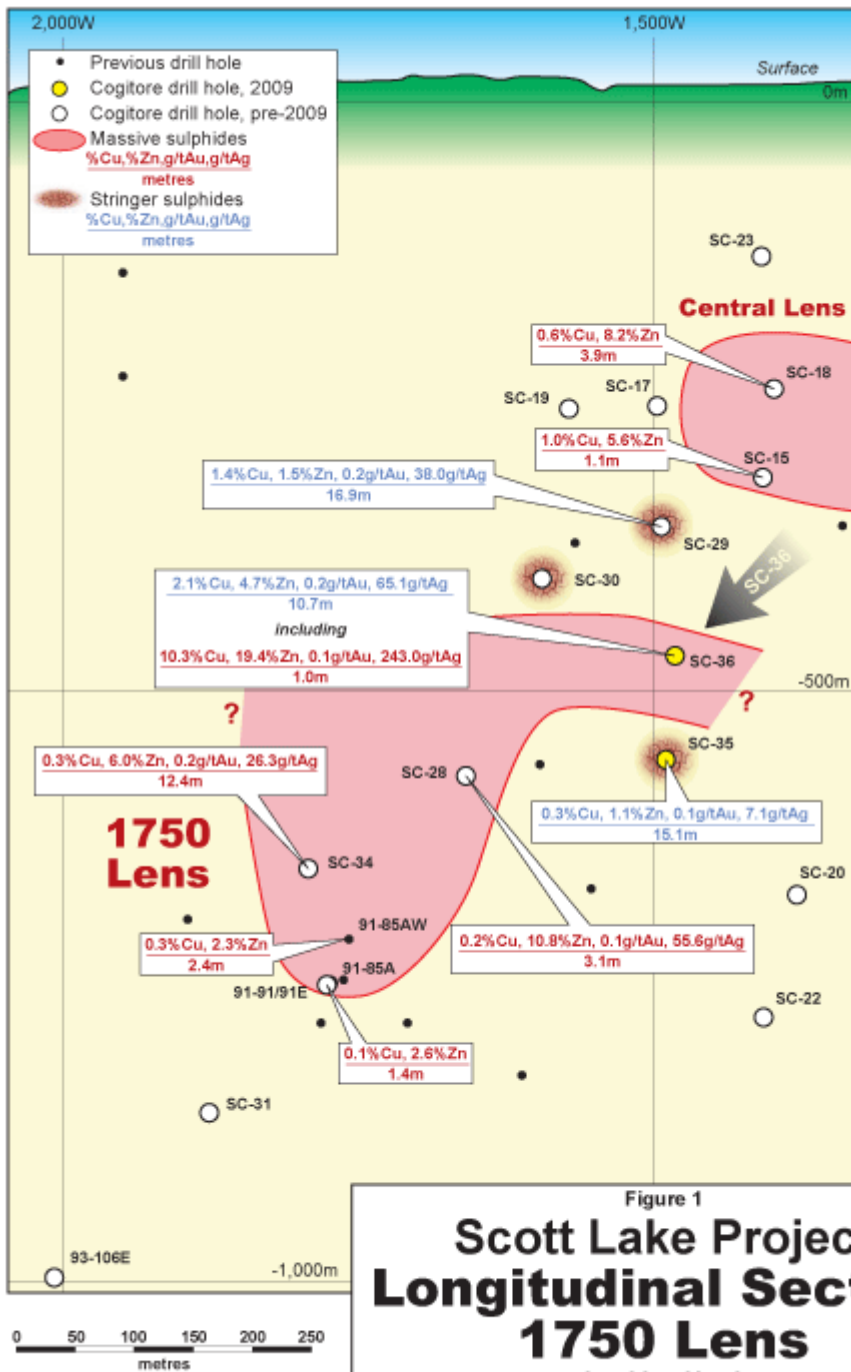 2,000W
1,500W
Surface
0m
Previous drill hole
Cogitore drill hole, 2009
Cogitore drill hole, pre-2009
Massive sulphides
%Cu,%Zn,g/tAu,g/tAg
metres
Stringer sulphides
%Cu,%Zn,g/tAu,g/tAg
metres
SC-23
Central Lens
0.6%Cu, 8.2%Zn
3.9m
SC-18
SC-19
SC-17
1.0%Cu, 5.6%Zn
1.1m
SC-15
1.4%Cu, 1.5%Zn, 0.2g/tAu, 38.0g/tAg
16.9m
SC-29
SC-30
SC-36
2.1%Cu, 4.7%Zn, 0.2g/tAu, 65.1g/tAg
10.7m
including
10.3%Cu, 19.4%Zn, 0.1g/tAu, 243.0g/tAg
1.0m
SC-36
-500m
?
?
SC-35
0.3%Cu, 6.0%Zn, 0.2g/tAu, 26.3g/tAg
12.4m
SC-28
0.3%Cu, 1.1%Zn, 0.1g/tAu, 7.1g/tAg
15.1m
1750
Lens
SC-34
SC-20
91-85AW
0.3%Cu, 2.3%Zn
2.4m
0.2%Cu, 10.8%Zn, 0.1g/tAu, 55.6g/tAg
3.1m
91-85A
91-91/91E
SC-22
0.1%Cu, 2.6%Zn
1.4m
SC-31
93-106E
-1,000m
Figure 1
Scott Lake Projec
Longitudinal Sect
1750 Lens
0 50 100 150 200 250
metres